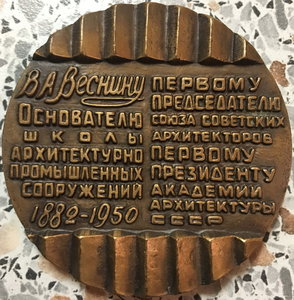 В.А.Веснину
Основателю
школы
архитектурно
промышленных
сооружений
1882-1950
первому
председателю
союза советских
архитекторов
первому
президенту
академии
архитектуры
СССР